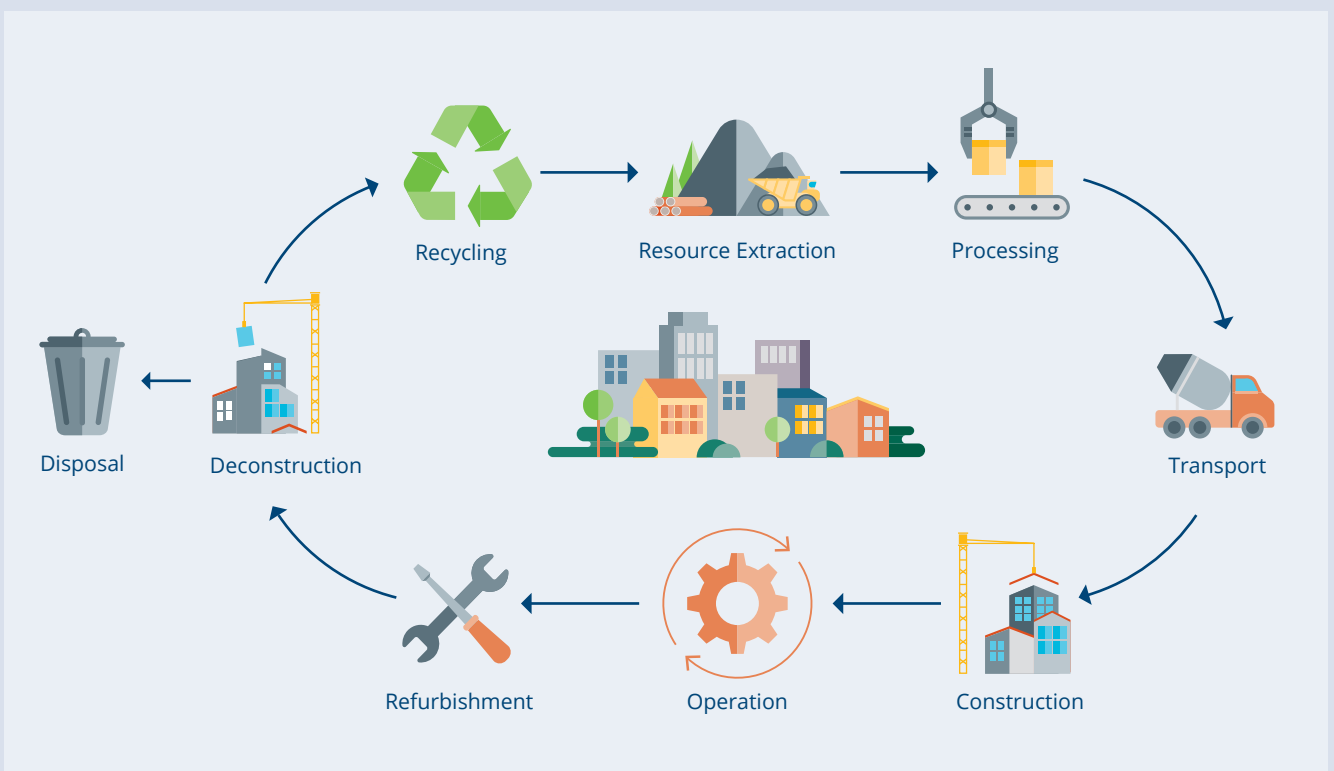 Recycling
Resource Extraction
Processing
Disposal
Deconstruction
Transport
Refurbishment
Operation
Construction